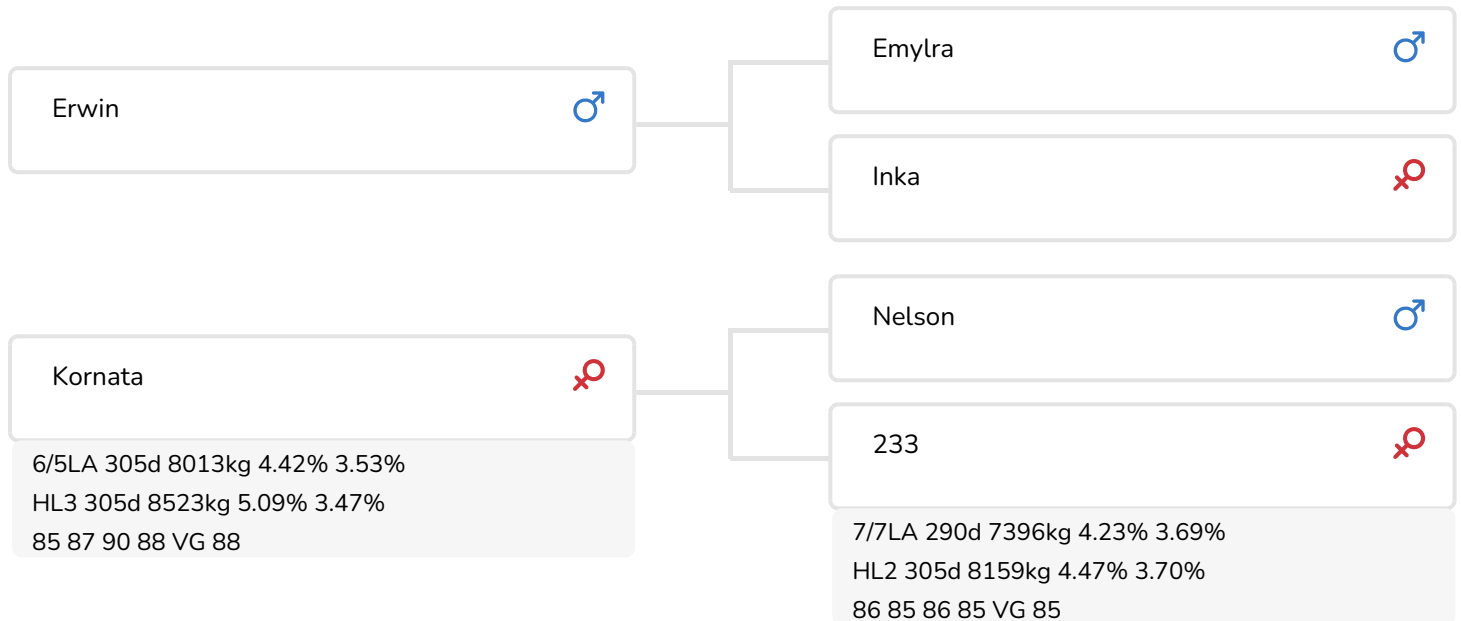 Emylra
Erwin
Inka
Nelson
Kornata
233
6/5LA 305d 8013kg 4.42% 3.53%
HL3 305d 8523kg 5.09% 3.47%
85 87 90 88 VG 88
7/7LA 290d 7396kg 4.23% 3.69%
HL2 305d 8159kg 4.47% 3.70%
86 85 86 85 VG 85